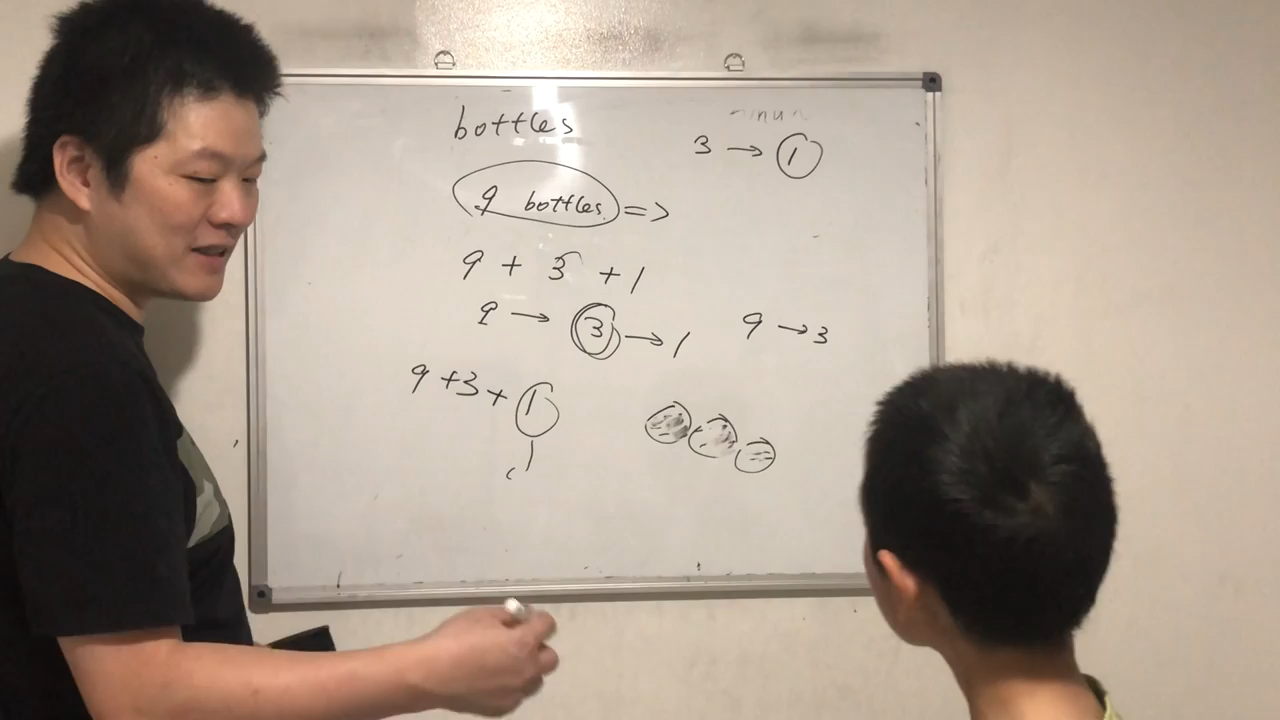 bottles
3 → 1
9 bottles =>
9 + 3 + 1
9 → 3 → 1
9 → 3
9 + 3 + 1